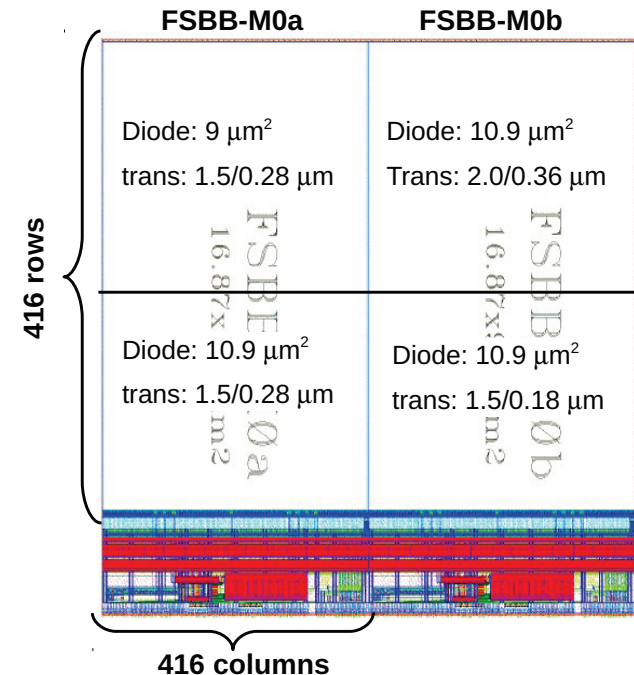 FSBB-M0a FSBB-M0b
Diode: 9 μm²
trans: 1.5/0.28 μm
Diode: 10.9 μm²
Trans: 2.0/0.36 μm
416 rows
Diode: 10.9 μm²
trans: 1.5/0.28 μm
Diode: 10.9 μm²
trans: 1.5/0.18 μm
416 columns